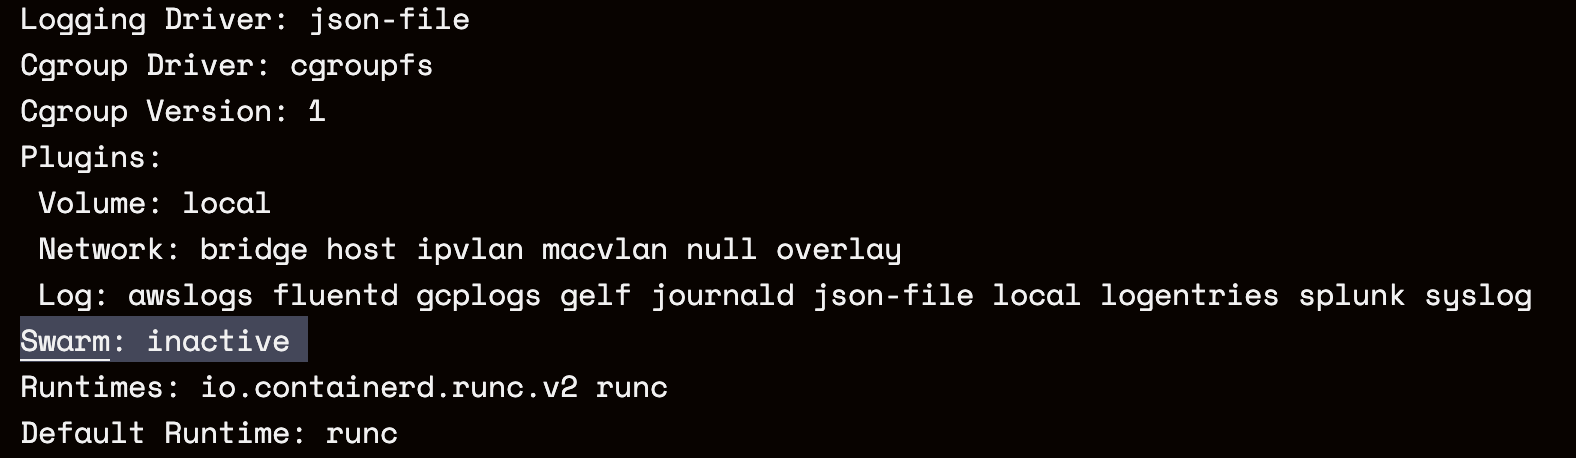 Logging Driver: json-file
Cgroup Driver: cgroupfs
Cgroup Version: 1
Plugins:
 Volume: local
 Network: bridge host ipvlan macvlan null overlay
 Log: awslogs fluentd gcplogs gelf journald json-file local logentries splunk syslog
Swarm: inactive
Runtimes: io.containerd.runc.v2 runc
Default Runtime: runc